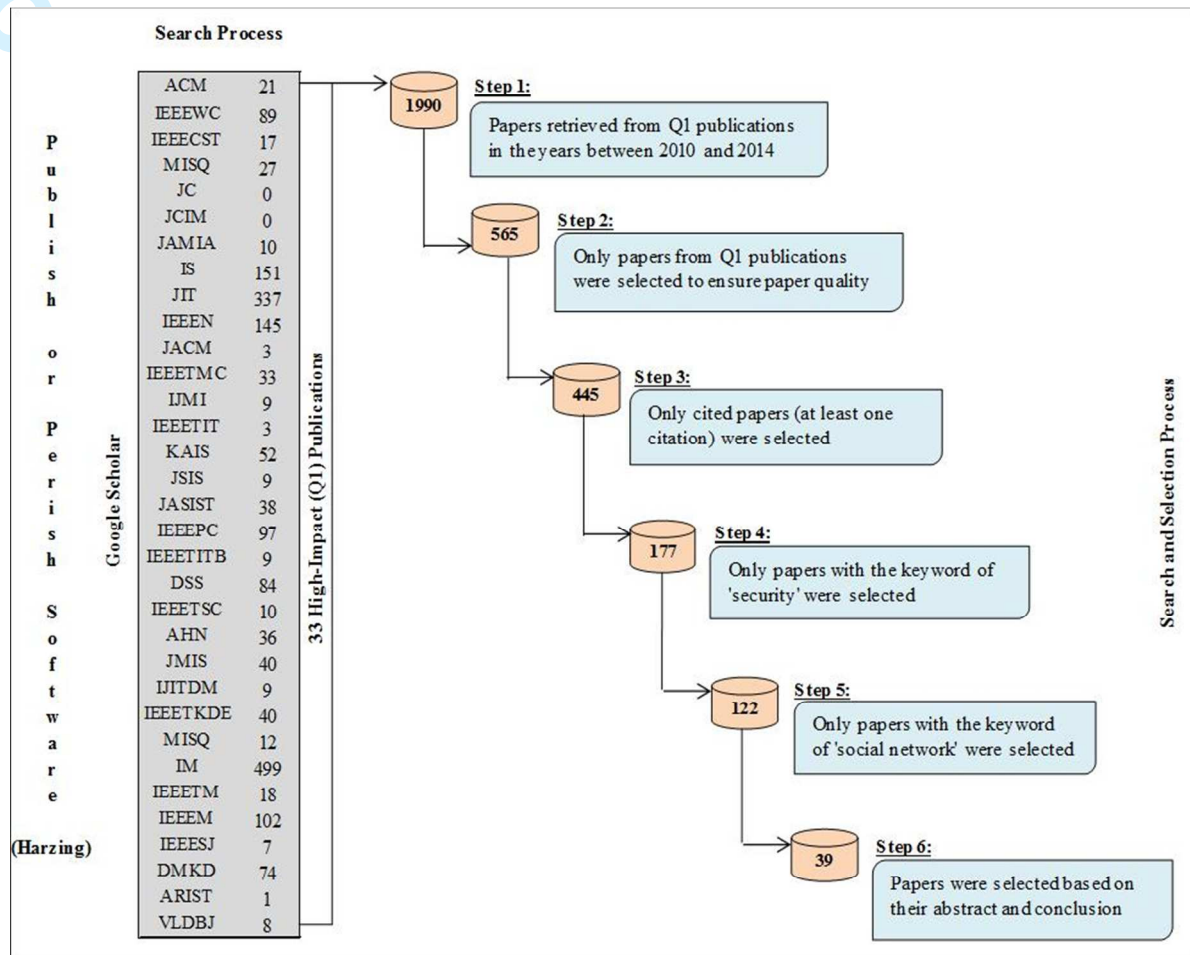 Search Process
Publish or Perish Software
(Harzing)
Google Scholar
ACM 21
IEEEWC 89
IEEECST 17
MISQ 27
JC 0
JCIM 0
JAMIA 10
IS 151
JIT 337
IEEEN 145
JACM 3
IEEETMC 33
IJMI 9
IEEETIT 3
KAIS 52
JSIS 9
JASIST 38
IEEEPC 97
IEEETITB 9
DSS 84
IEEETSC 10
AHN 36
JMIS 40
IJITDM 9
IEEETKDE 40
MISQ 12
IM 499
IEEETM 18
IEEEM 102
IEEESJ 7
DMKD 74
ARIST 1
VLDBJ 8
33 High-Impact (Q1) Publications
1990
Step 1:
Papers retrieved from Q1 publications
in the years between 2010 and 2014
565
Step 2:
Only papers from Q1 publications
were selected to ensure paper quality
445
Step 3:
Only cited papers (at least one
citation) were selected
177
Step 4:
Only papers with the keyword of
'security' were selected
122
Step 5:
Only papers with the keyword
of 'social network' were selected
39
Step 6:
Papers were selected based on
their abstract and conclusion
Search and Selection Process